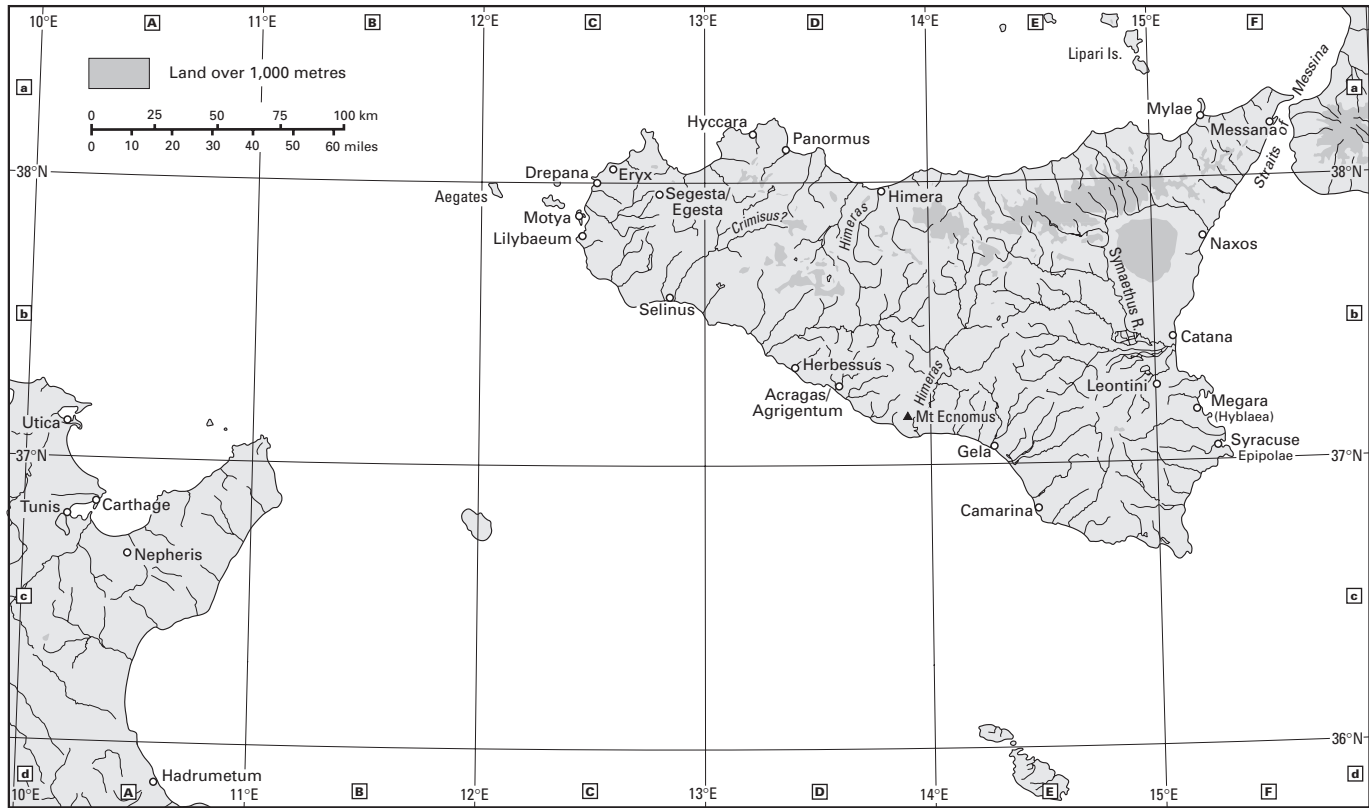 10°E A 11°E B 12°E C 13°E D 14°E E 15°E F
Land over 1,000 metres
0 25 50 75 100 km
0 10 20 30 40 50 60 miles
a
a
Lipari Is.
Straits of Messina
Mylae
Messana
Hyccara
Panormus
38°N
38°N
Drepana
Eryx
Aegates
Segesta/
Egesta
Motya
Lilybaeum
Crimisus?
Himeras
Himera
Naxos
Symaethus R.
Selinus
b
b
Catana
Herbessus
Leontini
Acragas/
Agrigentum
Himeras
Mt Ecnomus
Megara
(Hyblaea)
Utica
Syracuse
Epipolae
Gela
37°N
37°N
Carthage
Tunis
Camarina
Nepheris
c
c
36°N
d
d
Hadrumetum
10°E A 11°E B 12°E C 13°E D 14°E E 15°E F